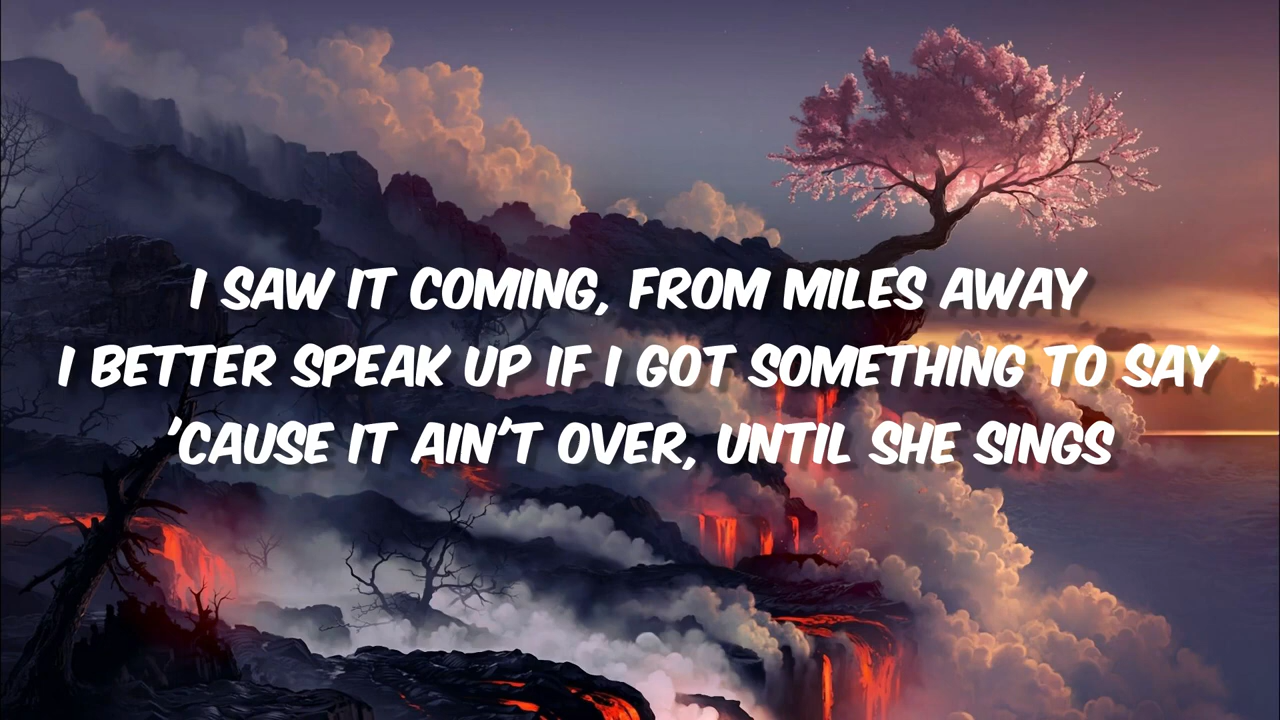 I SAW IT COMING, FROM MILES AWAY
I BETTER SPEAK UP IF I GOT SOMETHING TO SAY
'CAUSE IT AIN'T OVER, UNTIL SHE SINGS